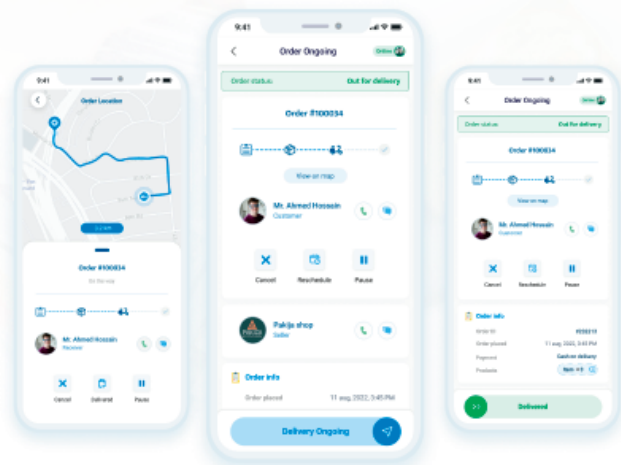 9:41
Order Location
Order #100034
On the way
Mr. Ahmed Hossain
Receiver
Cancel
Delivered
Pause
9:41
Order Ongoing
Online
Order status:
Out for delivery
Order #100034
View on map
Mr. Ahmed Hossain
Customer
Cancel
Reschedule
Pause
Pakija shop
Seller
Order info
Order placed
11 aug, 2022, 3:45 PM
Delivery Ongoing
9:41
Order Ongoing
Online
Order status:
Out for delivery
Order #100034
View on map
Mr. Ahmed Hossain
Customer
Cancel
Reschedule
Pause
Order info
Order ID
Order placed
11 aug, 2022, 3:45 PM
Payment
Cash on delivery
Products
Delivered